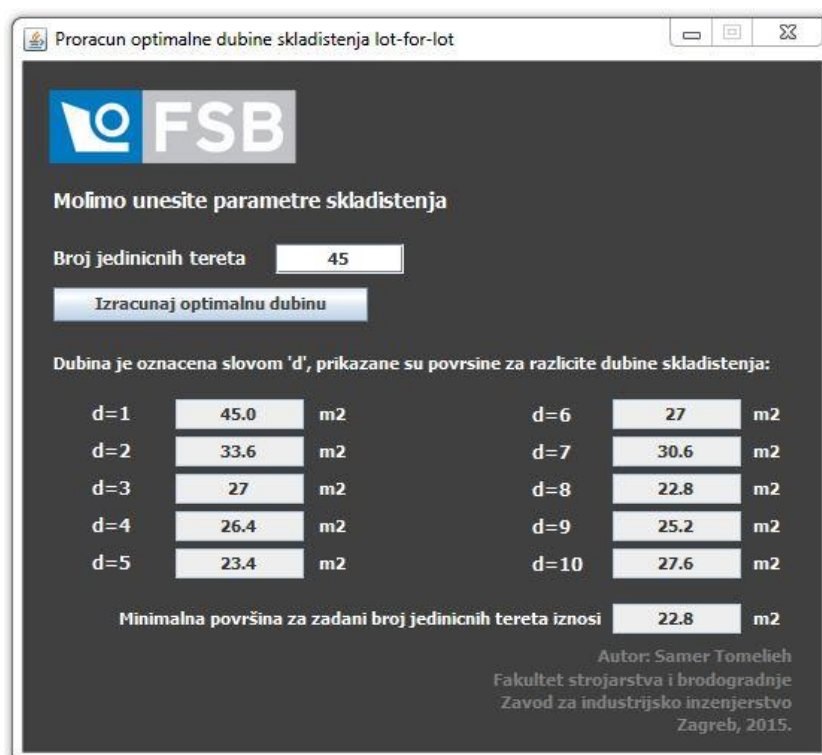 Proracun optimalne dubine skladistenja lot-for-lot
FSB
Molimo unesite parametre skladistenja
Broj jedinicnih tereta 45
Izracunaj optimalnu dubinu
Dubina je oznacena slovom 'd', prikazane su povrsine za razlicite dubine skladistenja:
d=1 45.0 m2 d=6 27 m2
d=2 33.6 m2 d=7 30.6 m2
d=3 27 m2 d=8 22.8 m2
d=4 26.4 m2 d=9 25.2 m2
d=5 23.4 m2 d=10 27.6 m2
Minimalna površina za zadani broj jedinicnih tereta iznosi 22.8 m2
Autor: Samer Tomelieh
Fakultet strojarstva i brodogradnje
Zavod za industrijsko inzenjerstvo
Zagreb, 2015.